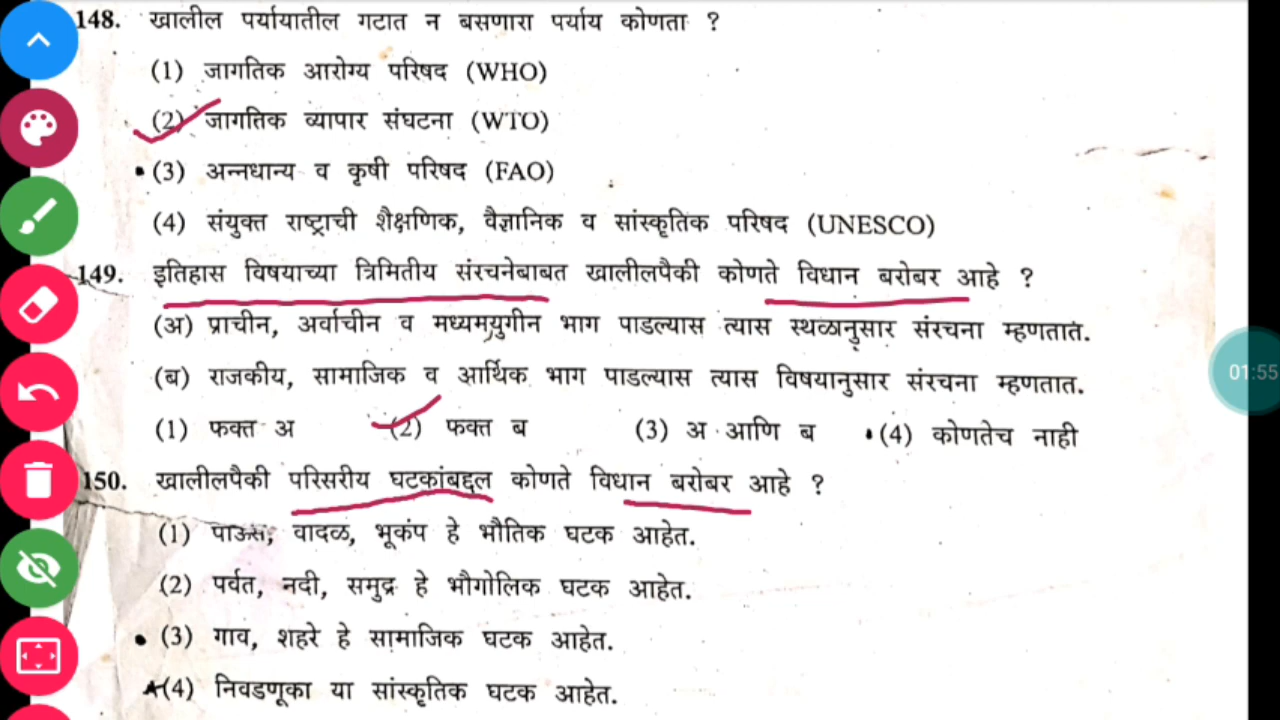 148. खालील पर्यायातील गटात न बसणारा पर्याय कोणता ?
(1) जागतिक आरोग्य परिषद (WHO)
(2) जागतिक व्यापार संघटना (WTO)
(3) अन्नधान्य व कृषी परिषद (FAO)
(4) संयुक्त राष्ट्राची शैक्षणिक, वैज्ञानिक व सांस्कृतिक परिषद (UNESCO)
149. इतिहास विषयाच्या त्रिमितीय संरचनेबाबत खालीलपैकी कोणते विधान बरोबर आहे ?
(अ) प्राचीन, अर्वाचीन व मध्यमयुगीन भाग पाडल्यास त्यास स्थळानुसार संरचना म्हणतात.
01:55
(ब) राजकीय, सामाजिक व आर्थिक भाग पाडल्यास त्यास विषयानुसार संरचना म्हणतात.
(1) फक्त अ (2) फक्त ब (3) अ आणि ब (4) कोणतेच नाही
150. खालीलपैकी परिसरीय घटकांबद्दल कोणते विधान बरोबर आहे ?
(1) पाऊस, वादळ, भूकंप हे भौतिक घटक आहेत.
(2) पर्वत, नदी, समुद्र हे भौगोलिक घटक आहेत.
(3) गाव, शहरे हे सामाजिक घटक आहेत.
(4) निवडणूका या सांस्कृतिक घटक आहेत.